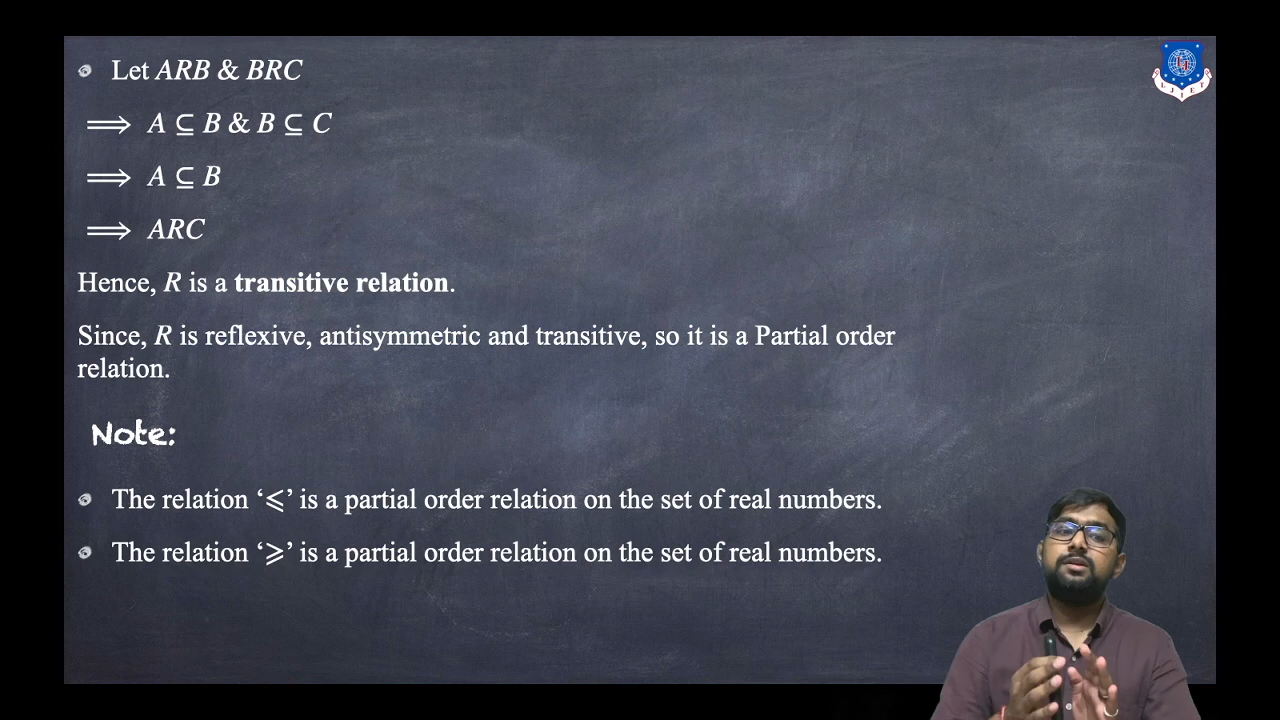 Let ARB & BRC
⟹ A ⊆ B & B ⊆ C
⟹ A ⊆ B
⟹ ARC
Hence, R is a transitive relation.
Since, R is reflexive, antisymmetric and transitive, so it is a Partial order
relation.
Note:
The relation ‘⩽’ is a partial order relation on the set of real numbers.
The relation ‘⩾’ is a partial order relation on the set of real numbers.